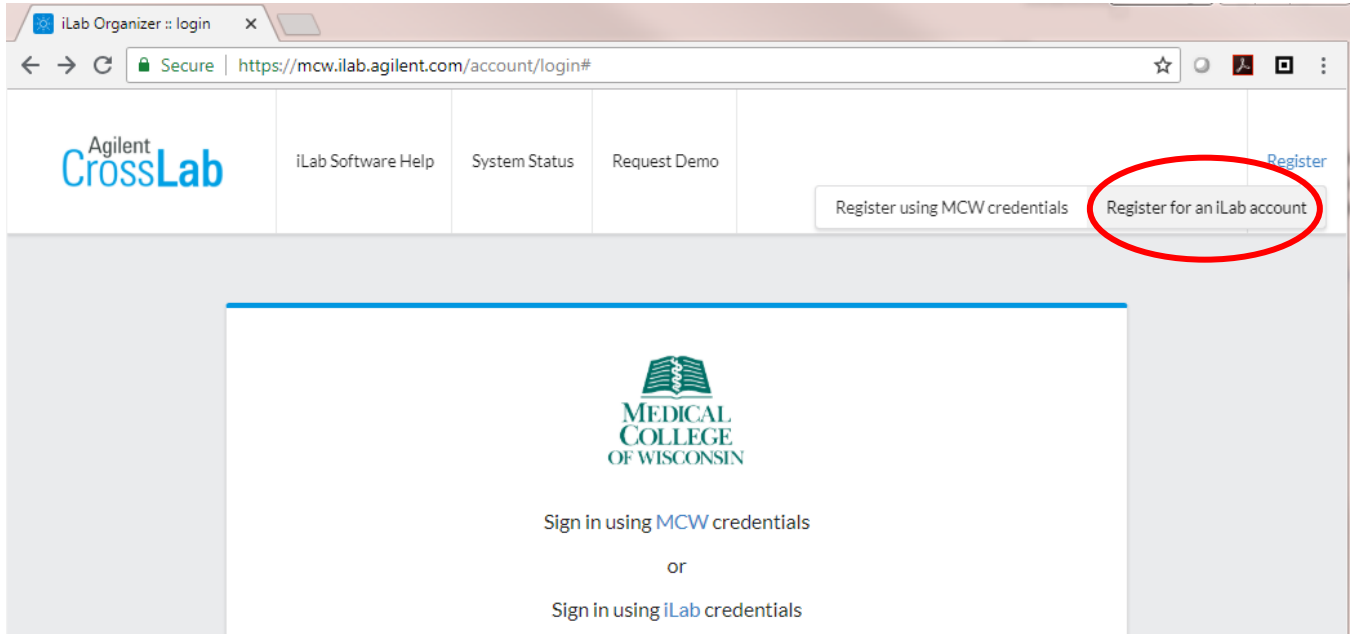 iLab Organizer :: login
Secure | https://mcw.ilab.agilent.com/account/login#
Agilent
CrossLab
iLab Software Help
System Status
Request Demo
Register
Register using MCW credentials
Register for an iLab account
MEDICAL
COLLEGE
OF WISCONSIN
Sign in using MCW credentials
or
Sign in using iLab credentials